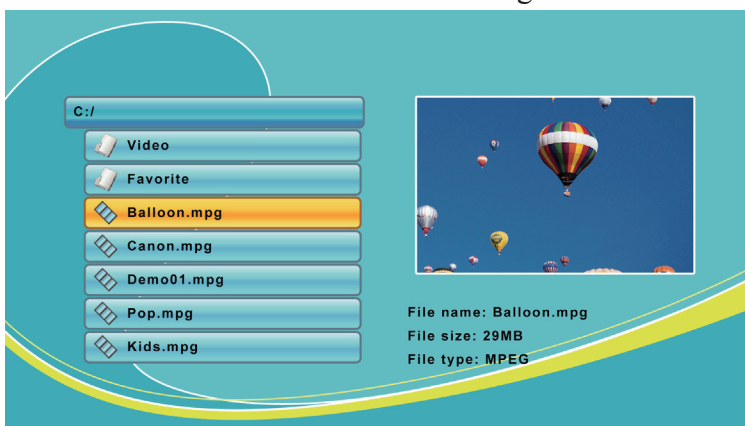 C:/
Video
Favorite
Balloon.mpg
Canon.mpg
Demo01.mpg
Pop.mpg
Kids.mpg
File name: Balloon.mpg
File size: 29MB
File type: MPEG